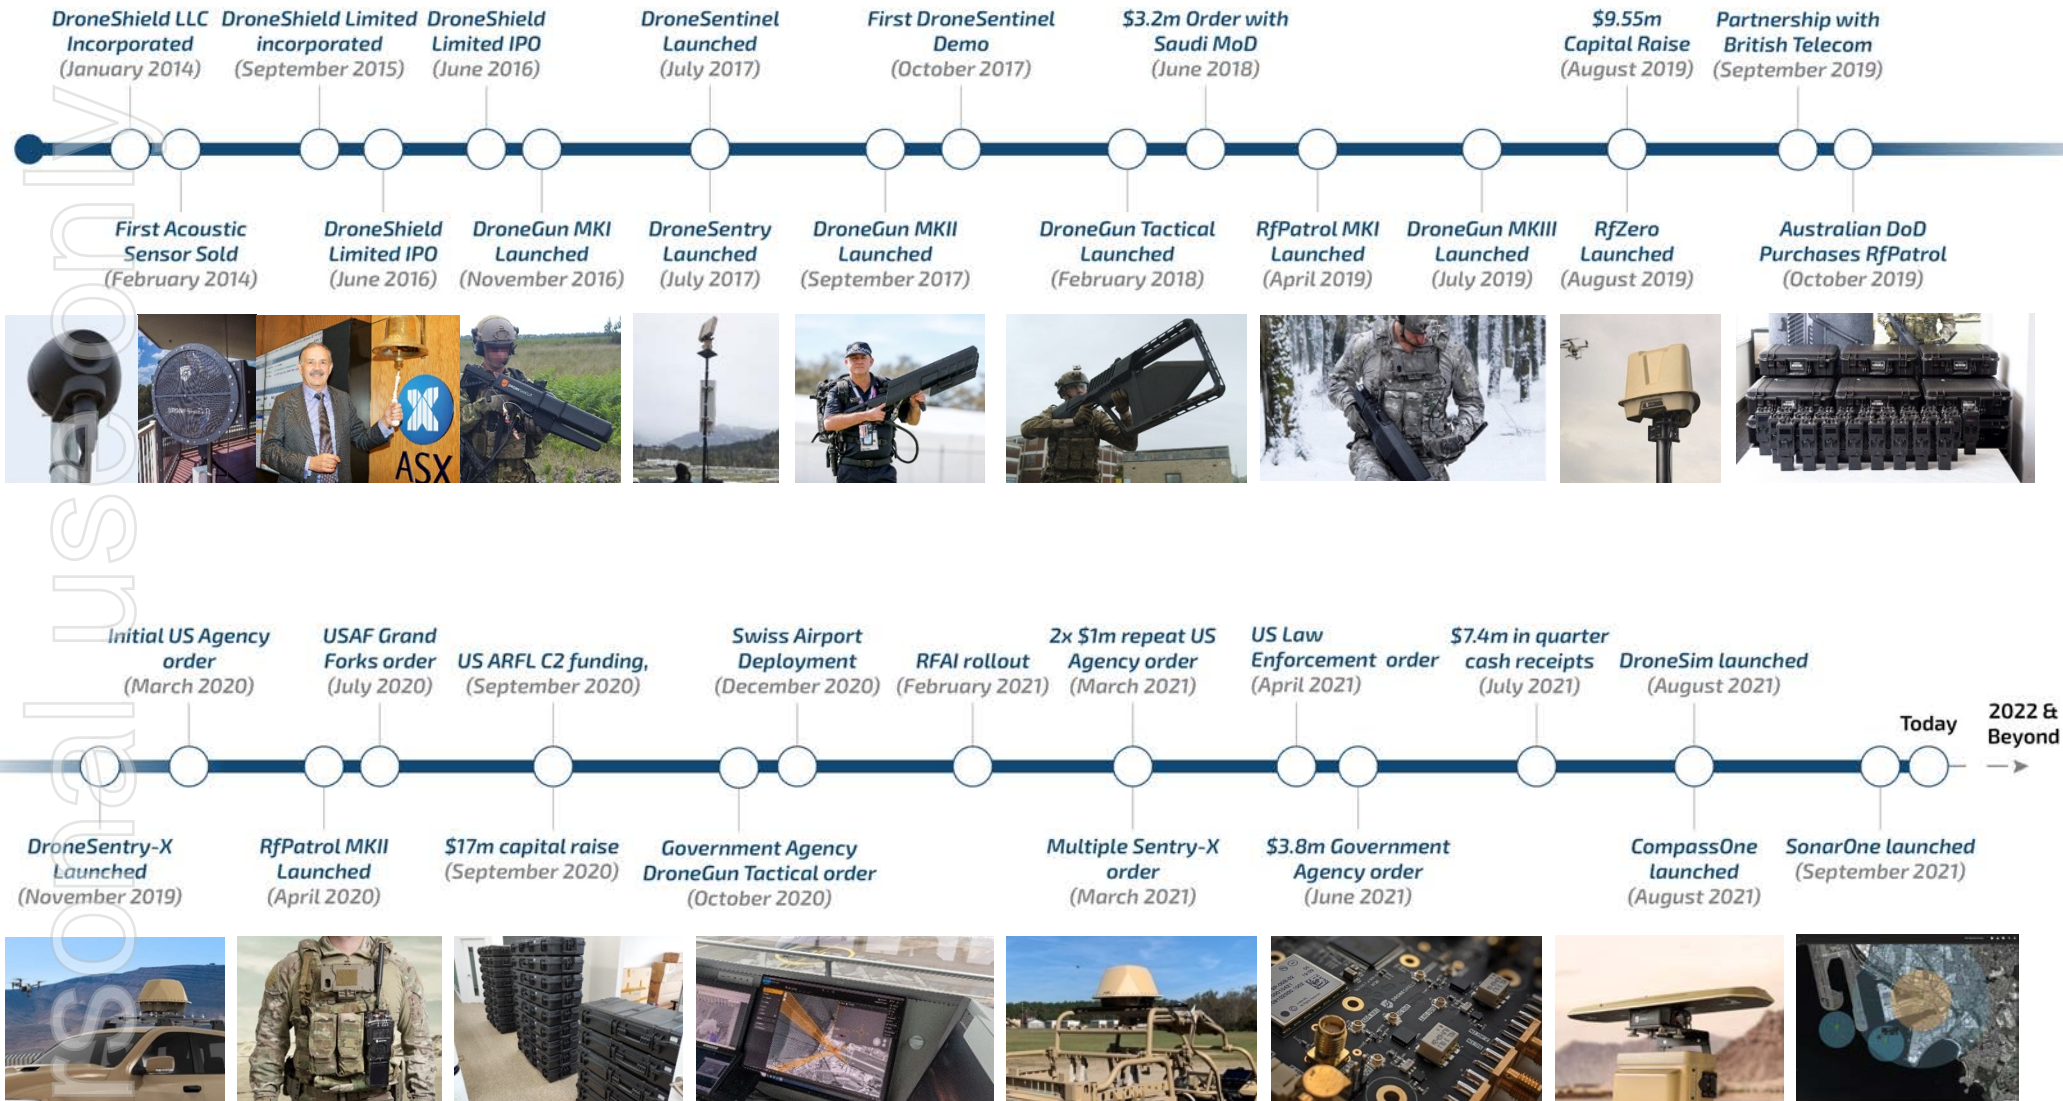 DroneShield LLC
Incorporated
(January 2014)
DroneShield Limited
incorporated
(September 2015)
DroneShield
Limited IPO
(June 2016)
DroneSentinel
Launched
(July 2017)
First DroneSentinel
Demo
(October 2017)
$3.2m Order with
Saudi MoD
(June 2018)
$9.55m
Capital Raise
(August 2019)
Partnership with
British Telecom
(September 2019)
First Acoustic
Sensor Sold
(February 2014)
DroneShield
Limited IPO
(June 2016)
DroneGun MKI
Launched
(November 2016)
DroneSentry
Launched
(July 2017)
DroneGun MKII
Launched
(September 2017)
DroneGun Tactical
Launched
(February 2018)
RfPatrol MKI
Launched
(April 2019)
DroneGun MKIII
Launched
(July 2019)
RfZero
Launched
(August 2019)
Australian DoD
Purchases RfPatrol
(October 2019)
ASX
Initial US Agency
order
(March 2020)
USAF Grand
Forks order
(July 2020)
US ARFL C2 funding,
(September 2020)
Swiss Airport
Deployment
(December 2020)
RFAI rollout
(February 2021)
2x $1m repeat US
Agency order
(March 2021)
US Law
Enforcement order
(April 2021)
$7.4m in quarter
cash receipts
(July 2021)
DroneSim launched
(August 2021)
Today
2022 &
Beyond
DroneSentry-X
Launched
(November 2019)
RfPatrol MKII
Launched
(April 2020)
$17m capital raise
(September 2020)
Government Agency
DroneGun Tactical order
(October 2020)
Multiple Sentry-X
order
(March 2021)
$3.8m Government
Agency order
(June 2021)
CompassOne
launched
(August 2021)
SonarOne launched
(September 2021)
rsonal use only